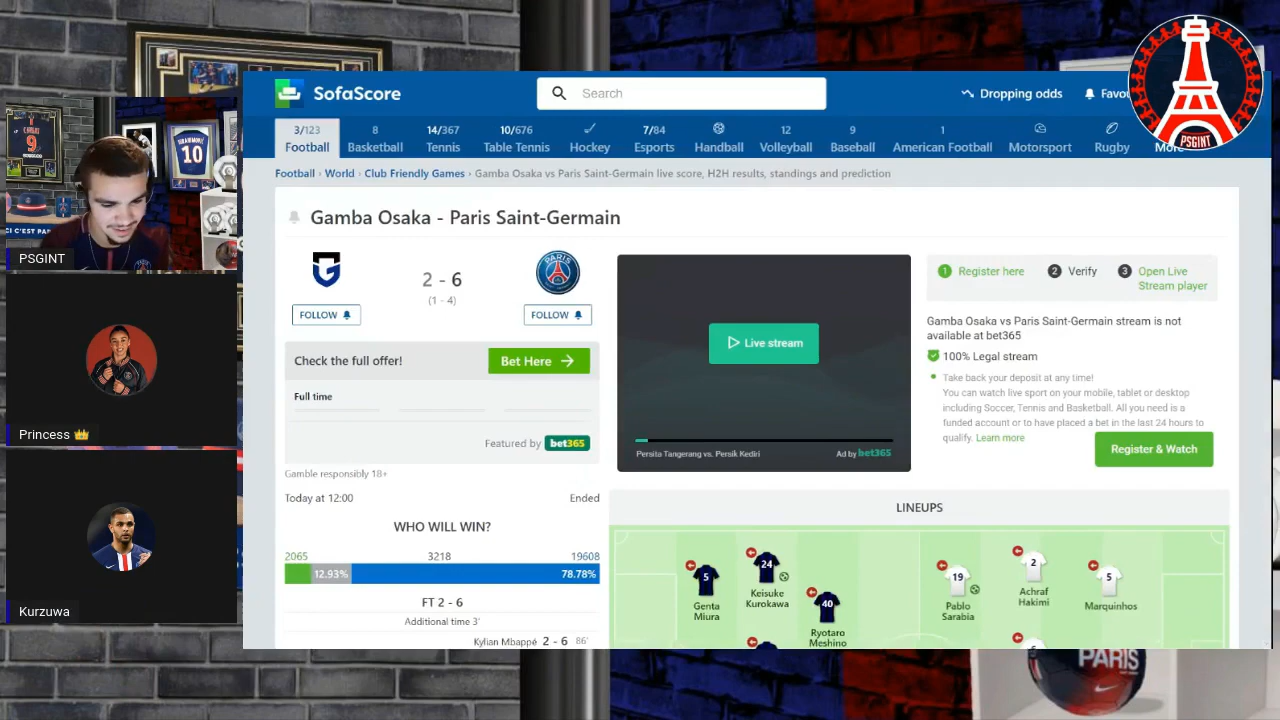 SofaScore
Search
Dropping odds
Favou
3/123
Football
8
Basketball
14/367
Tennis
10/676
Table Tennis
Hockey
7/84
Esports
Handball
12
Volleyball
9
Baseball
1
American Football
Motorsport
Rugby
More
PSGINT
Football · World · Club Friendly Games · Gamba Osaka vs Paris Saint-Germain live score, H2H results, standings and prediction
Gamba Osaka - Paris Saint-Germain
PARIS
2 - 6
(1 - 4)
FOLLOW
FOLLOW
Check the full offer!
Bet Here
Full time
Featured by bet365
Gamble responsibly 18+
Today at 12:00
Ended
WHO WILL WIN?
2065
3218
19608
12.93%
78.78%
FT 2 - 6
Additional time 3'
Kylian Mbappé 2 - 6 86'
Live stream
Persita Tangerang vs. Persik Kediri
Ad by bet365
1 Register here
2 Verify
3 Open Live
Stream player
Gamba Osaka vs Paris Saint-Germain stream is not
available at bet365
100% Legal stream
Take back your deposit at any time!
You can watch live sport on your mobile, tablet or desktop
including Soccer, Tennis and Basketball. All you need is a
funded account or to have placed a bet in the last 24 hours to
qualify. Learn more
Register & Watch
LINEUPS
5
Genta
Miura
24
Keisuke
Kurokawa
40
Ryotaro
Meshino
19
Pablo
Sarabia
2
Achraf
Hakimi
5
Marquinhos
PSGINT
Princess
Kurzuwa
9
10
ICI C'EST PAR
PARIS